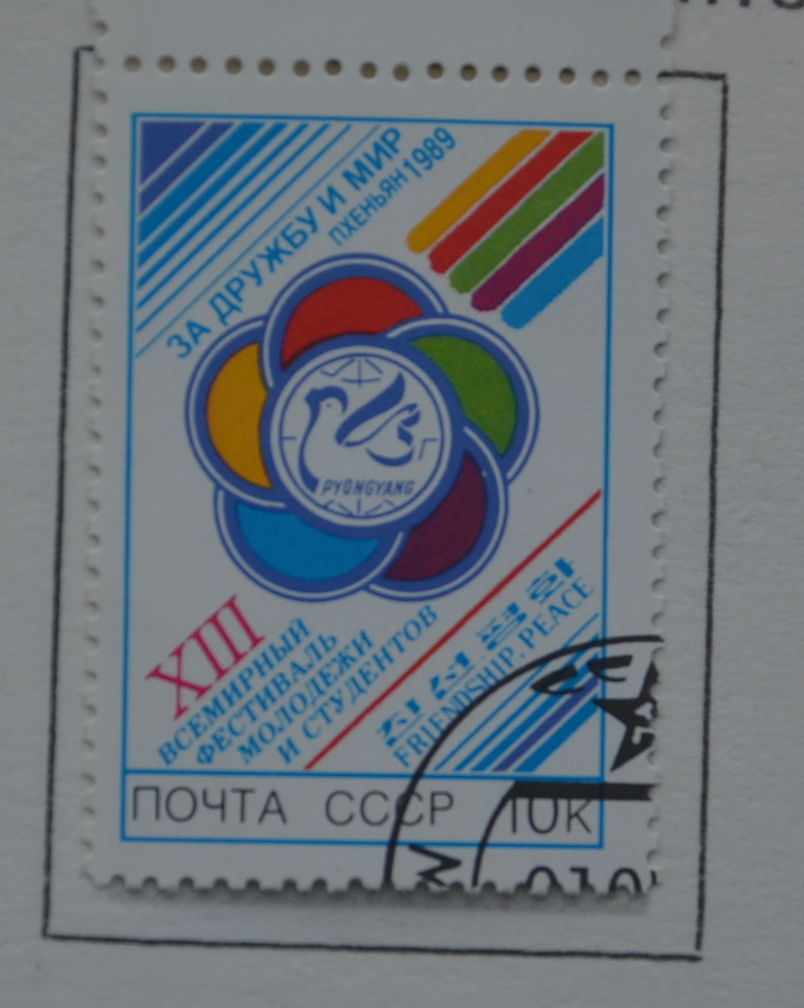 ЗА ДРУЖБУ И МИР
ПХЕНЬЯН 1989
PYONGYANG
XIII
ВСЕМИРНЫЙ
ФЕСТИВАЛЬ
МОЛОДЕЖИ
И СТУДЕНТОВ
친선.평화
FRIENDSHIP.PEACE
ПОЧТА СССР 10К